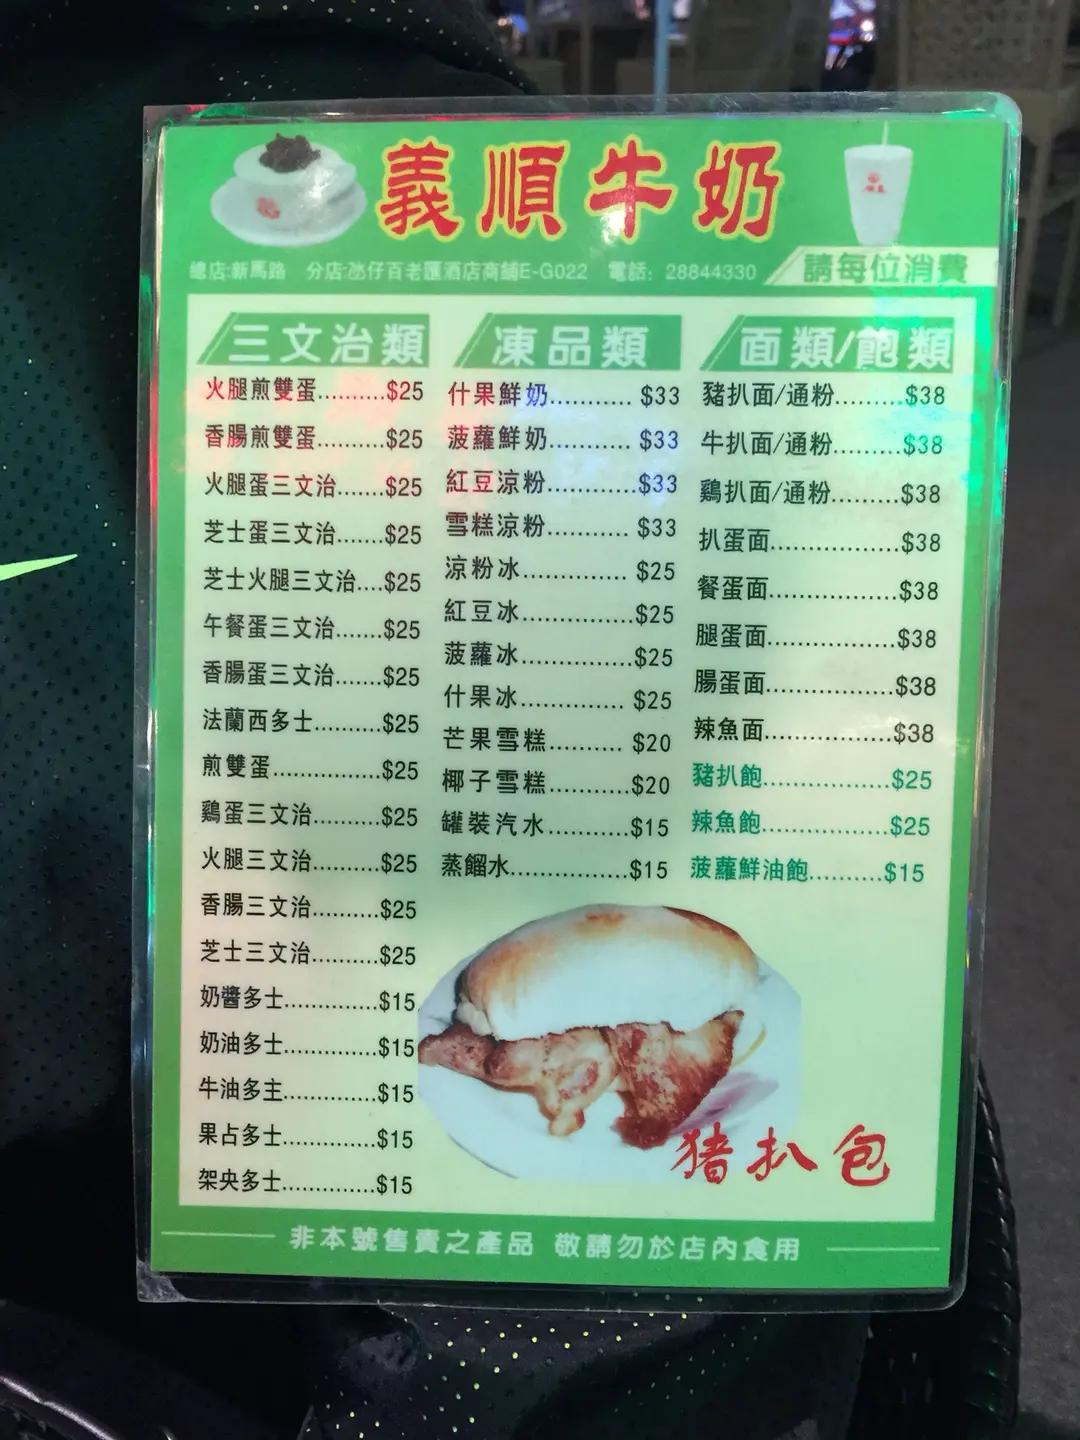 義順牛奶
總店:新馬路 分店:氹仔百老匯酒店商舖E-G022 電話: 28844330
請每位消費
三文治類
火腿煎雙蛋..........$25
香腸煎雙蛋..........$25
火腿蛋三文治.......$25
芝士蛋三文治.......$25
芝士火腿三文治....$25
午餐蛋三文治.......$25
香腸蛋三文治.......$25
法蘭西多士..........$25
煎雙蛋...............$25
鷄蛋三文治..........$25
火腿三文治..........$25
香腸三文治..........$25
芝士三文治..........$25
奶醬多士.............$15
奶油多士.............$15
牛油多主.............$15
果占多士.............$15
架央多士.............$15
凍品類
什果鮮奶........... $33
菠蘿鮮奶........... $33
紅豆涼粉............$33
雪糕涼粉........... $33
涼粉冰.............. $25
紅豆冰...............$25
菠蘿冰...............$25
什果冰.............. $25
芒果雪糕.......... $20
椰子雪糕...........$20
罐裝汽水...........$15
蒸餾水................$15
面類/飽類
豬扒面/通粉.........$38
牛扒面/通粉.........$38
鷄扒面/通粉.........$38
扒蛋面.................$38
餐蛋面.................$38
腿蛋面.................$38
腸蛋面.................$38
辣魚面.................$38
豬扒飽.................$25
辣魚飽.................$25
菠蘿鮮油飽..........$15
猪扒包
非本號售賣之產品 敬請勿於店內食用